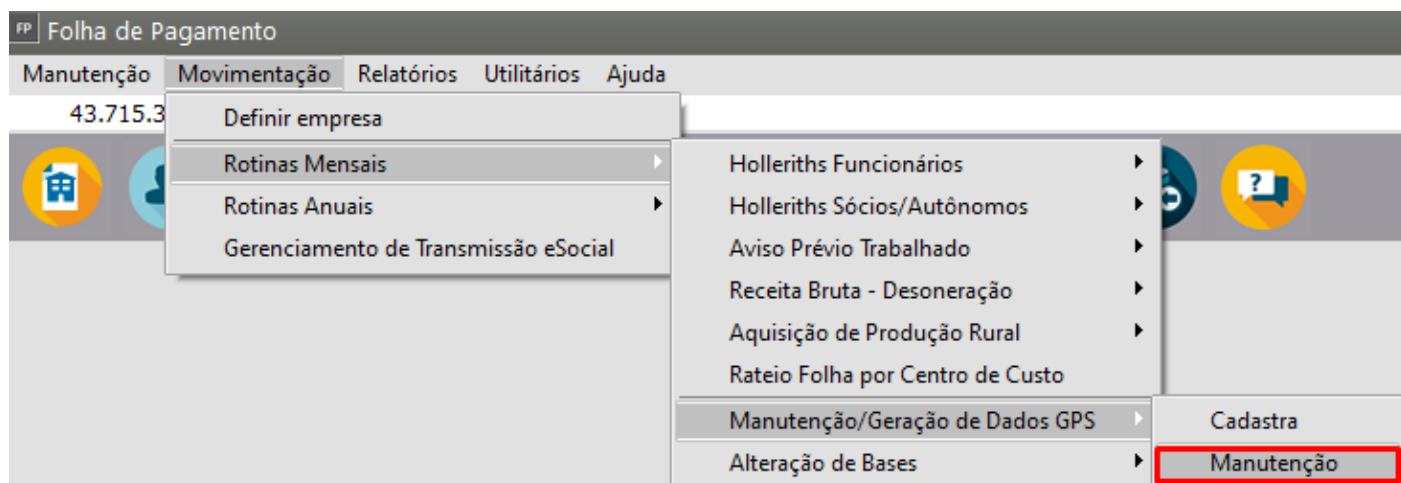 FP Folha de Pagamento
Manutenção Movimentação Relatórios Utilitários Ajuda
43.715.3
Definir empresa
Rotinas Mensais
Rotinas Anuais
Gerenciamento de Transmissão eSocial
Holleriths Funcionários
Holleriths Sócios/Autônomos
Aviso Prévio Trabalhado
Receita Bruta - Desoneração
Aquisição de Produção Rural
Rateio Folha por Centro de Custo
Manutenção/Geração de Dados GPS
Alteração de Bases
Cadastra
Manutenção
?